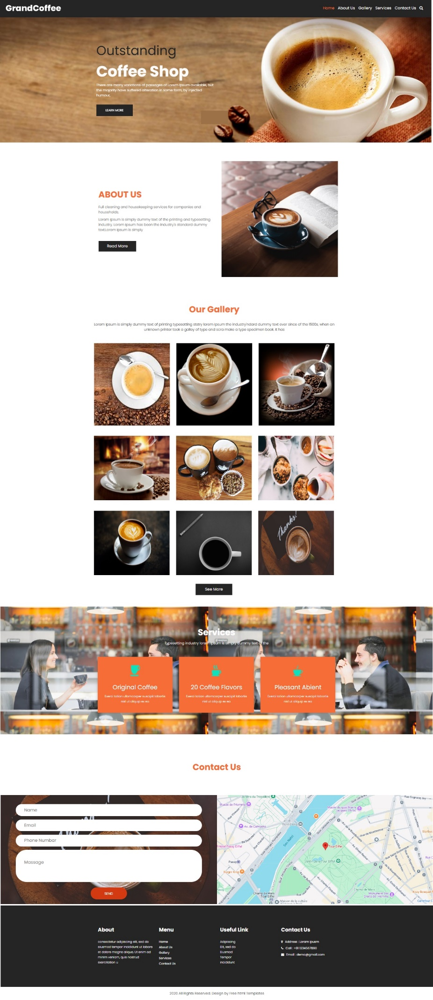 GrandCoffee
Home About Us Gallery Services Contact Us
Outstanding
Coffee Shop
There are many variations of passages of Lorem Ipsum available, but
the majority have suffered alteration in some form, by injected
humour,
LEARN MORE
ABOUT US
Full cleaning and housekeeping services for companies and
households.
Lorem Ipsum is simply dummy text of the printing and typesetting
industry. Lorem Ipsum has been the industry's standard dummy
text.Lorem Ipsum is simply
Read More
Our Gallery
Lorem Ipsum is simply dummy text of printing typesetting ststry lorem Ipsum the industry'ndard dummy text ever since of the 1500s, when an
unknown printer took a galley of type and scra make a type specimen book. It has
Thanks!
See More
Services
Typesetting industry lorem Ipsum is simply dummy text of the
Original Coffee
Exerci tation ullamcorper suscipit lobortis
nisl ut aliquip ex ea
20 Coffee Flavors
Exerci tation ullamcorper suscipit lobortis
nisl ut aliquip ex ea
Pleasant Abient
Exerci tation ullamcorper suscipit lobortis
nisl ut aliquip ex ea
Contact Us
Name
Email
Phone Numbar
Massage
SEND
Jardins du Trocadéro
Musée de l'Homme
Musée du quai Branly
Jacques Chirac
Rue Cognacq-Jay
Pont d'Iéna
Av. de Camoens
Hôtel Passy Eiffel
Tour Eiffel
Jardin de la Tour Eiffel
Passy
Burger King
Champ de Mars
Tour Eiffel
Maison de la culture
Champ de Mars
Monument des
Droits de l'Homme
Kozy Bosquet
Carrefour C
About
consectetur adipiscing elit, sed do
eiusmod tempor incididunt ut labore
et dolore magna aliqua. Ut enim ad
minim veniam, quis nostrud
exercitation u
Menu
Home
About Us
Gallery
Services
Contact Us
Useful Link
Adipiscing
Elit, sed do
Eiusmod
Tempor
incididunt
Contact Us
Address : Loram Ipusm
Call : +01 1234567890
Email : demo@gmail.com
2020 All Rights Reserved. Design by Free html Templates